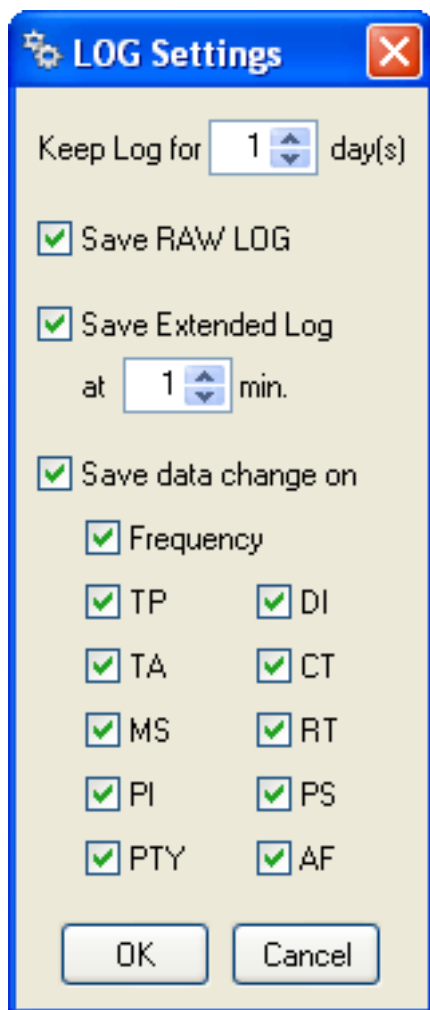 LOG Settings
Keep Log for 1 day(s)
Save RAW LOG
Save Extended Log
at 1 min.
Save data change on
Frequency
TP DI
TA CT
MS RT
PI PS
PTY AF
OK Cancel